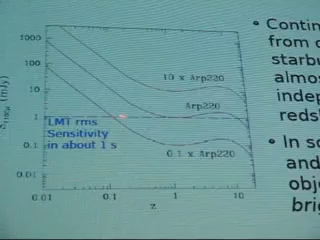 1000
100
10
1
0.1
0.01
(mJy)
10 x Arp220
Arp220
0.1 x Arp220
LMT rms
Sensitivity
in about 1 s
0.01
0.1
1
10
z
• Contin
from
starbu
almos
indep
reds
• In so
and
obje
brig